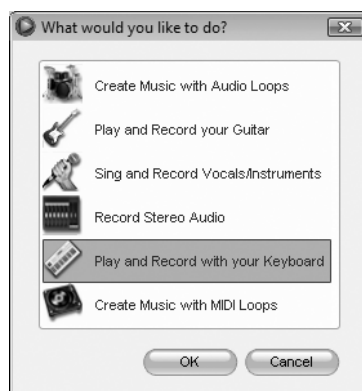 What would you like to do?
Create Music with Audio Loops
Play and Record your Guitar
Sing and Record Vocals/Instruments
Record Stereo Audio
Play and Record with your Keyboard
Create Music with MIDI Loops
OK Cancel